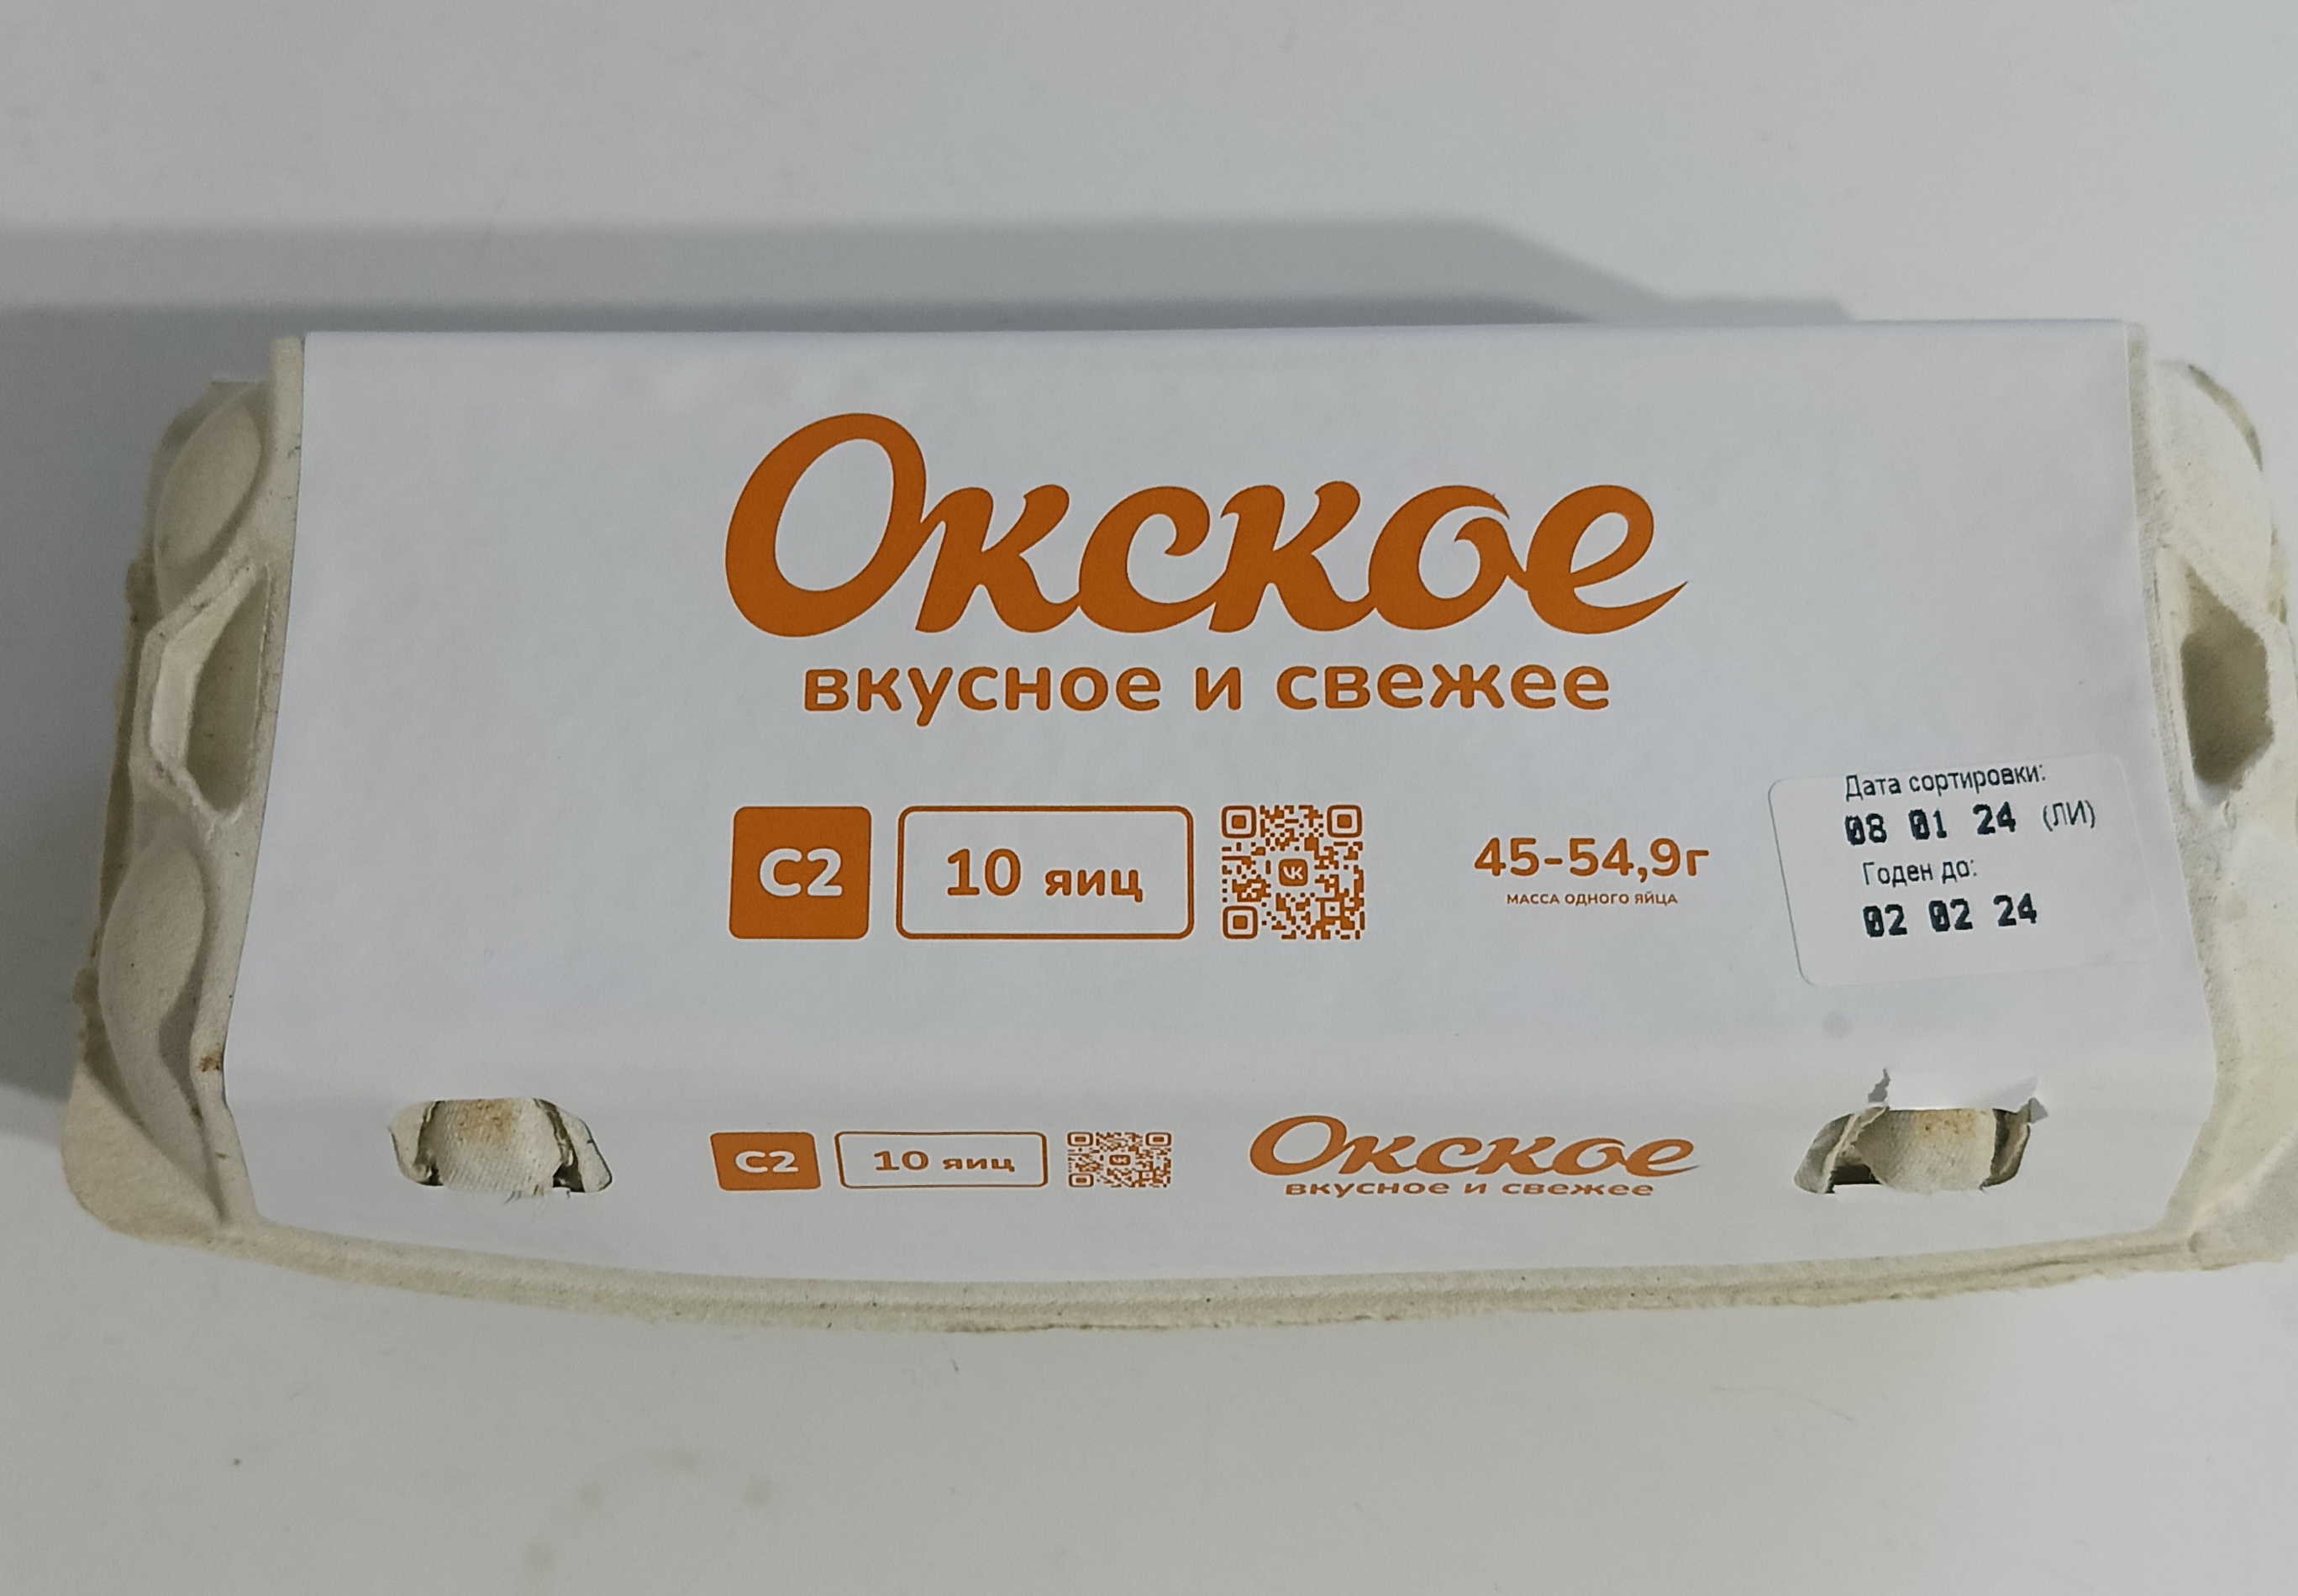 Окское
вкусное и свежее
С2
10 яиц
45-54,9г
МАССА ОДНОГО ЯЙЦА
Дата сортировки:
08 01 24 (ЛИ)
Годен до:
02 02 24
С2
10 яиц
Окское
вкусное и свежее